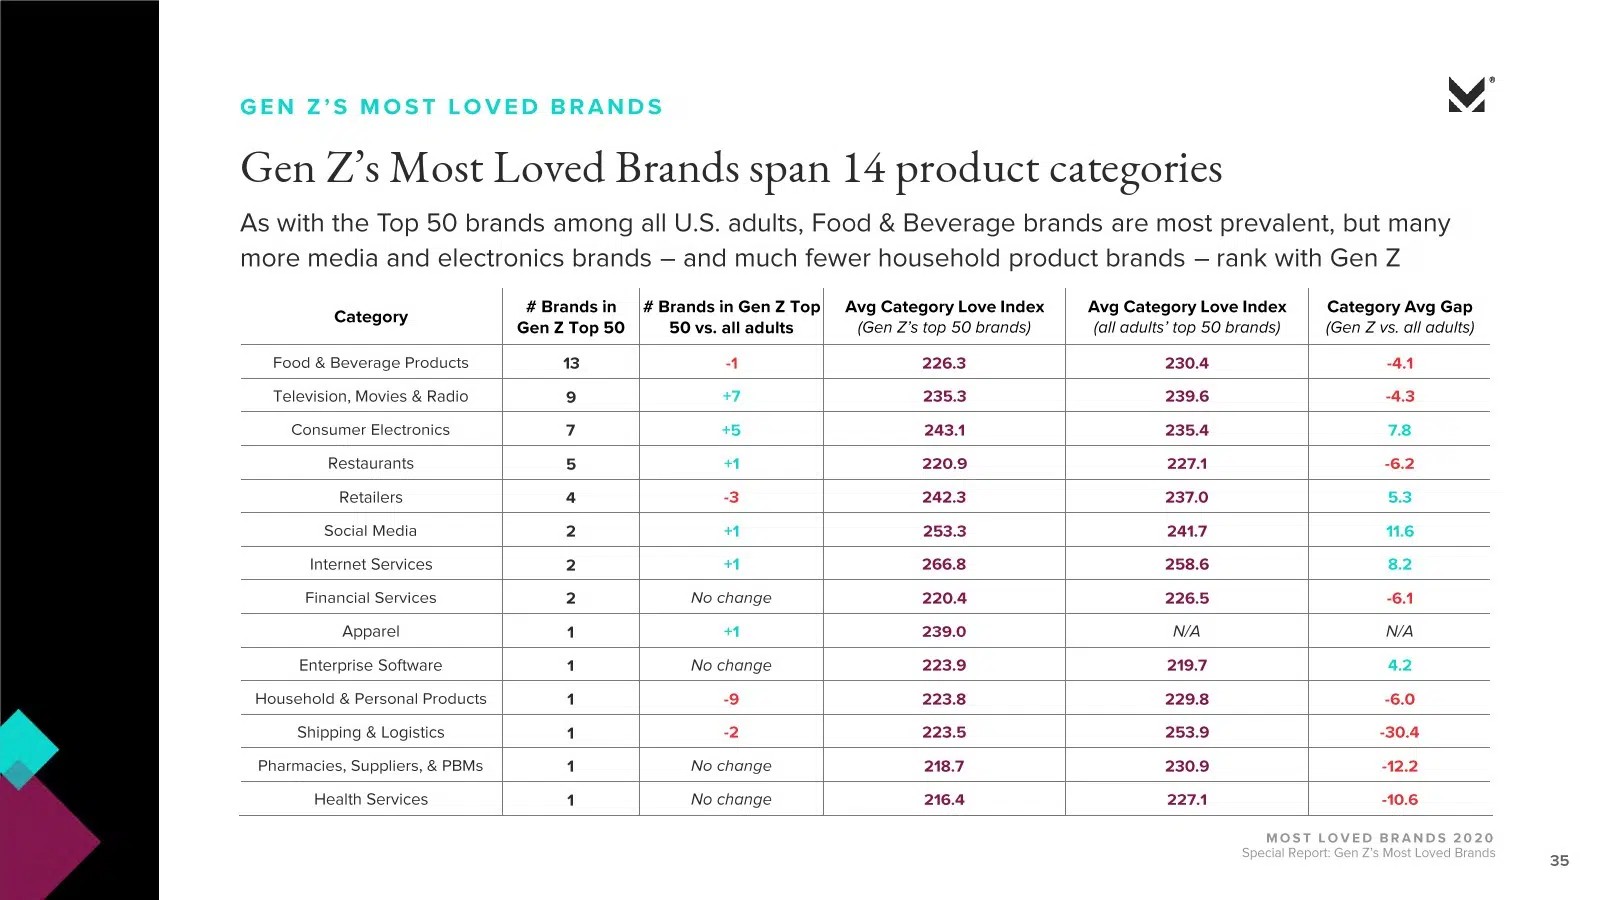 GEN Z’S MOST LOVED BRANDS
®
Gen Z’s Most Loved Brands span 14 product categories
As with the Top 50 brands among all U.S. adults, Food & Beverage brands are most prevalent, but many
more media and electronics brands – and much fewer household product brands – rank with Gen Z
Category # Brands in Gen Z Top 50 # Brands in Gen Z Top 50 vs. all adults Avg Category Love Index (Gen Z’s top 50 brands) Avg Category Love Index (all adults’ top 50 brands) Category Avg Gap (Gen Z vs. all adults)
Food & Beverage Products 13 -1 226.3 230.4 -4.1
Television, Movies & Radio 9 +7 235.3 239.6 -4.3
Consumer Electronics 7 +5 243.1 235.4 7.8
Restaurants 5 +1 220.9 227.1 -6.2
Retailers 4 -3 242.3 237.0 5.3
Social Media 2 +1 253.3 241.7 11.6
Internet Services 2 +1 266.8 258.6 8.2
Financial Services 2 No change 220.4 226.5 -6.1
Apparel 1 +1 239.0 N/A N/A
Enterprise Software 1 No change 223.9 219.7 4.2
Household & Personal Products 1 -9 223.8 229.8 -6.0
Shipping & Logistics 1 -2 223.5 253.9 -30.4
Pharmacies, Suppliers, & PBMs 1 No change 218.7 230.9 -12.2
Health Services 1 No change 216.4 227.1 -10.6
MOST LOVED BRANDS 2020
Special Report: Gen Z’s Most Loved Brands
35